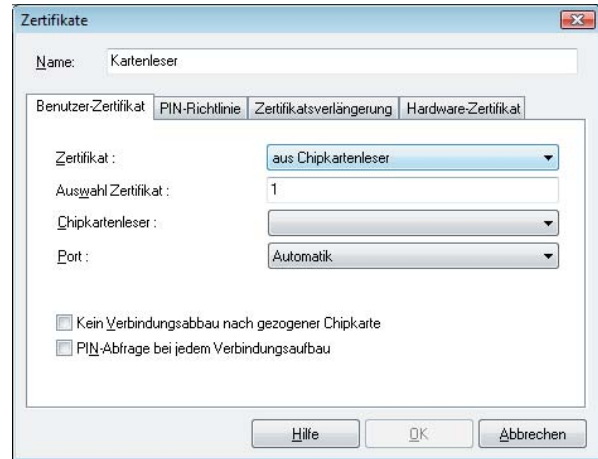 Zertifikate
Name: Kartenleser
Benutzer-Zertifikat PIN-Richtlinie Zertifikatsverlängerung Hardware-Zertifikat
Zertifikat : aus Chipkartenleser
Auswahl Zertifikat : 1
Chipkartenleser :
Port : Automatik
Kein Verbindungsabbau nach gezogener Chipkarte
PIN-Abfrage bei jedem Verbindungsaufbau
Hilfe OK Abbrechen